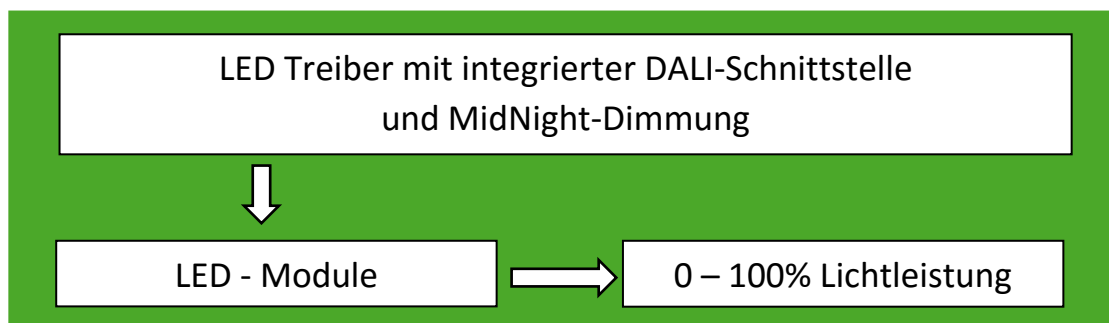 LED Treiber mit integrierter DALI-Schnittstelle
und MidNight-Dimmung
LED - Module
0 – 100% Lichtleistung